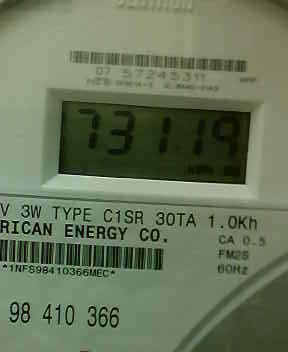 CENTRON
07 57245311
73119
V 3W TYPE C1SR 30TA 1.0Kh
RICAN ENERGY CO.
CA 0.5
FM2S
*1NFS98410366MEC*
60Hz
98 410 366